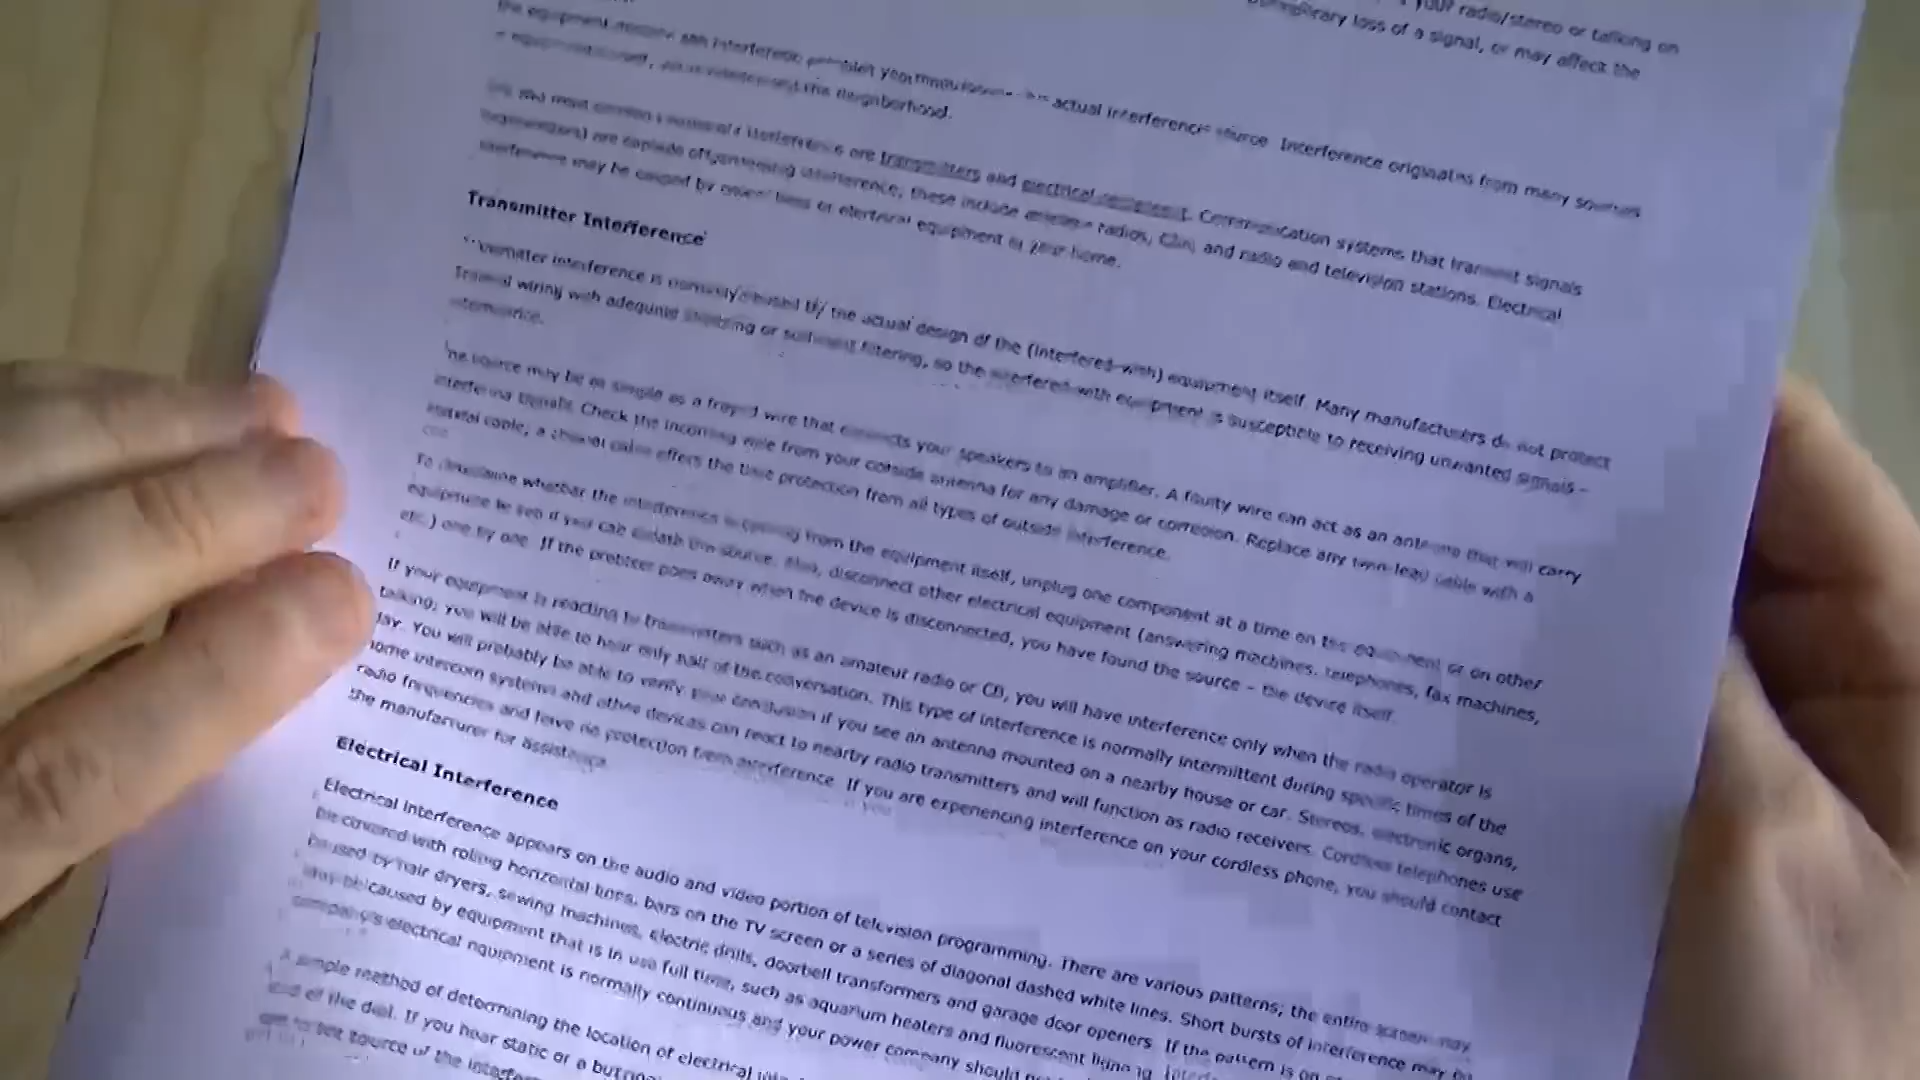 your radio/stereo or talking on
temporary loss of a signal, or may affect the
the equipment actual interference source. Interference originates from many sources
the neighborhood.
The most common sources of interference are transmitters and electrical equipment. Communication systems that transmit signals
(transmitters) are capable of generating interference; these include amateur radios, CBs, and radio and television stations. Electrical
interference may be caused by power lines or electrical equipment in your home.
Transmitter Interference
Transmitter interference is normally caused by the actual design of the (interfered-with) equipment itself. Many manufacturers do not protect
internal wiring with adequate shielding or sufficient filtering, so the interfered-with equipment is susceptible to receiving unwanted signals -
interference.
The source may be as simple as a frayed wire that connects your speakers to an amplifier. A faulty wire can act as an antenna that will carry
interfering signals. Check the incoming wire from your outside antenna for any damage or corrosion. Replace any twin-lead cable with a
coaxial cable; a coaxial cable offers the best protection from all types of outside interference.
To determine whether the interference is coming from the equipment itself, unplug one component at a time on the equipment or on other
equipment to see if you can isolate the source. Also, disconnect other electrical equipment (answering machines, telephones, fax machines,
etc.) one by one. If the problem goes away when the device is disconnected, you have found the source – the device itself.
If your equipment is reacting to transmitters such as an amateur radio or CB, you will have interference only when the radio operator is
talking; you will be able to hear only half of the conversation. This type of interference is normally intermittent during specific times of the
day. You will probably be able to verify your conclusion if you see an antenna mounted on a nearby house or car. Stereos, electronic organs,
home intercom systems and other devices can react to nearby radio transmitters and will function as radio receivers. Cordless telephones use
radio frequencies and have no protection from interference. If you are experiencing interference on your cordless phone, you should contact
the manufacturer for assistance.
Electrical Interference
Electrical Interference appears on the audio and video portion of television programming. There are various patterns; the entire screen may
be covered with rolling horizontal lines, bars on the TV screen or a series of diagonal dashed white lines. Short bursts of interference may be
caused by hair dryers, sewing machines, electric drills, doorbell transformers and garage door openers. If the pattern is on
may be caused by equipment that is in use full time, such as aquarium heaters and fluorescent lighting.
company's electrical equipment is normally continuous and your power company should
A simple method of determining the location of electrical
end of the dial. If you hear static or a buzzing
get to the source of the